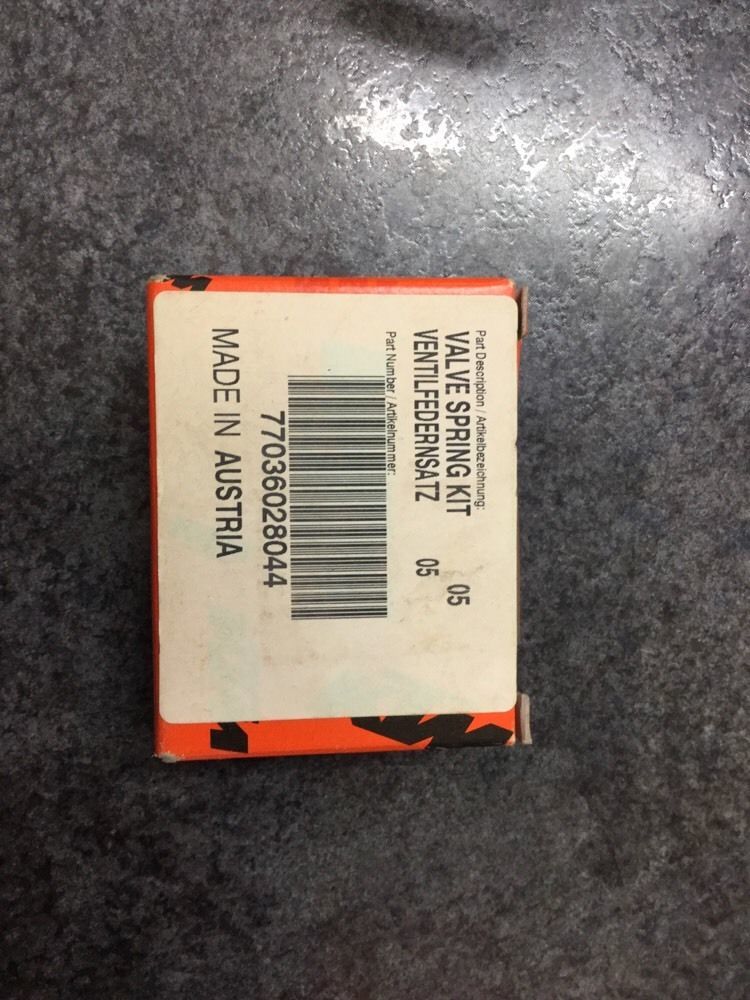 Part Description / Artikelbezeichnung:
VALVE SPRING KIT 05
VENTILFEDERNSATZ 05
Part Number / Artikelnummer:
77036028044
MADE IN AUSTRIA